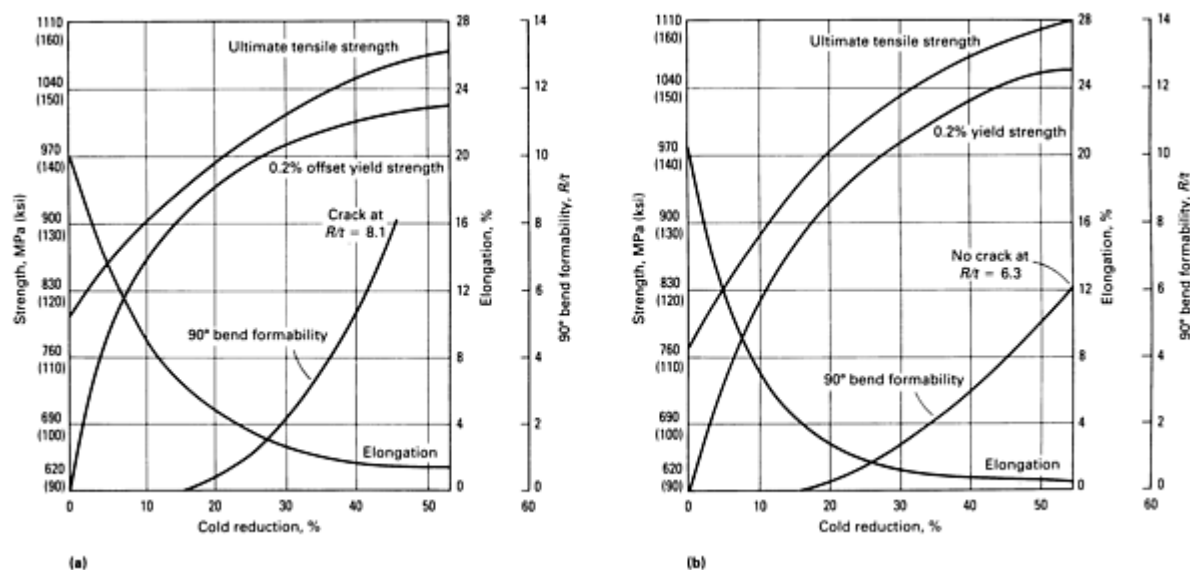 1110
(160)
1040
(150)
970
(140)
900
(130)
830
(120)
760
(110)
690
(100)
620
(90)
Strength, MPa (ksi)
Ultimate tensile strength
0.2% offset yield strength
Crack at
R/t = 8.1
90° bend formability
Elongation
28
24
20
16
12
8
4
0
Elongation, %
14
12
10
8
6
4
2
0
90° bend formability, R/t
0 10 20 30 40 50 60
Cold reduction, %
(a)
1110
(160)
1040
(150)
970
(140)
900
(130)
830
(120)
760
(110)
690
(100)
620
(90)
Strength, MPa (ksi)
Ultimate tensile strength
0.2% yield strength
No crack at
R/t = 6.3
90° bend formability
Elongation
28
24
20
16
12
8
4
0
Elongation, %
14
12
10
8
6
4
2
0
90° bend formability, R/t
0 10 20 30 40 50 60
Cold reduction, %
(b)